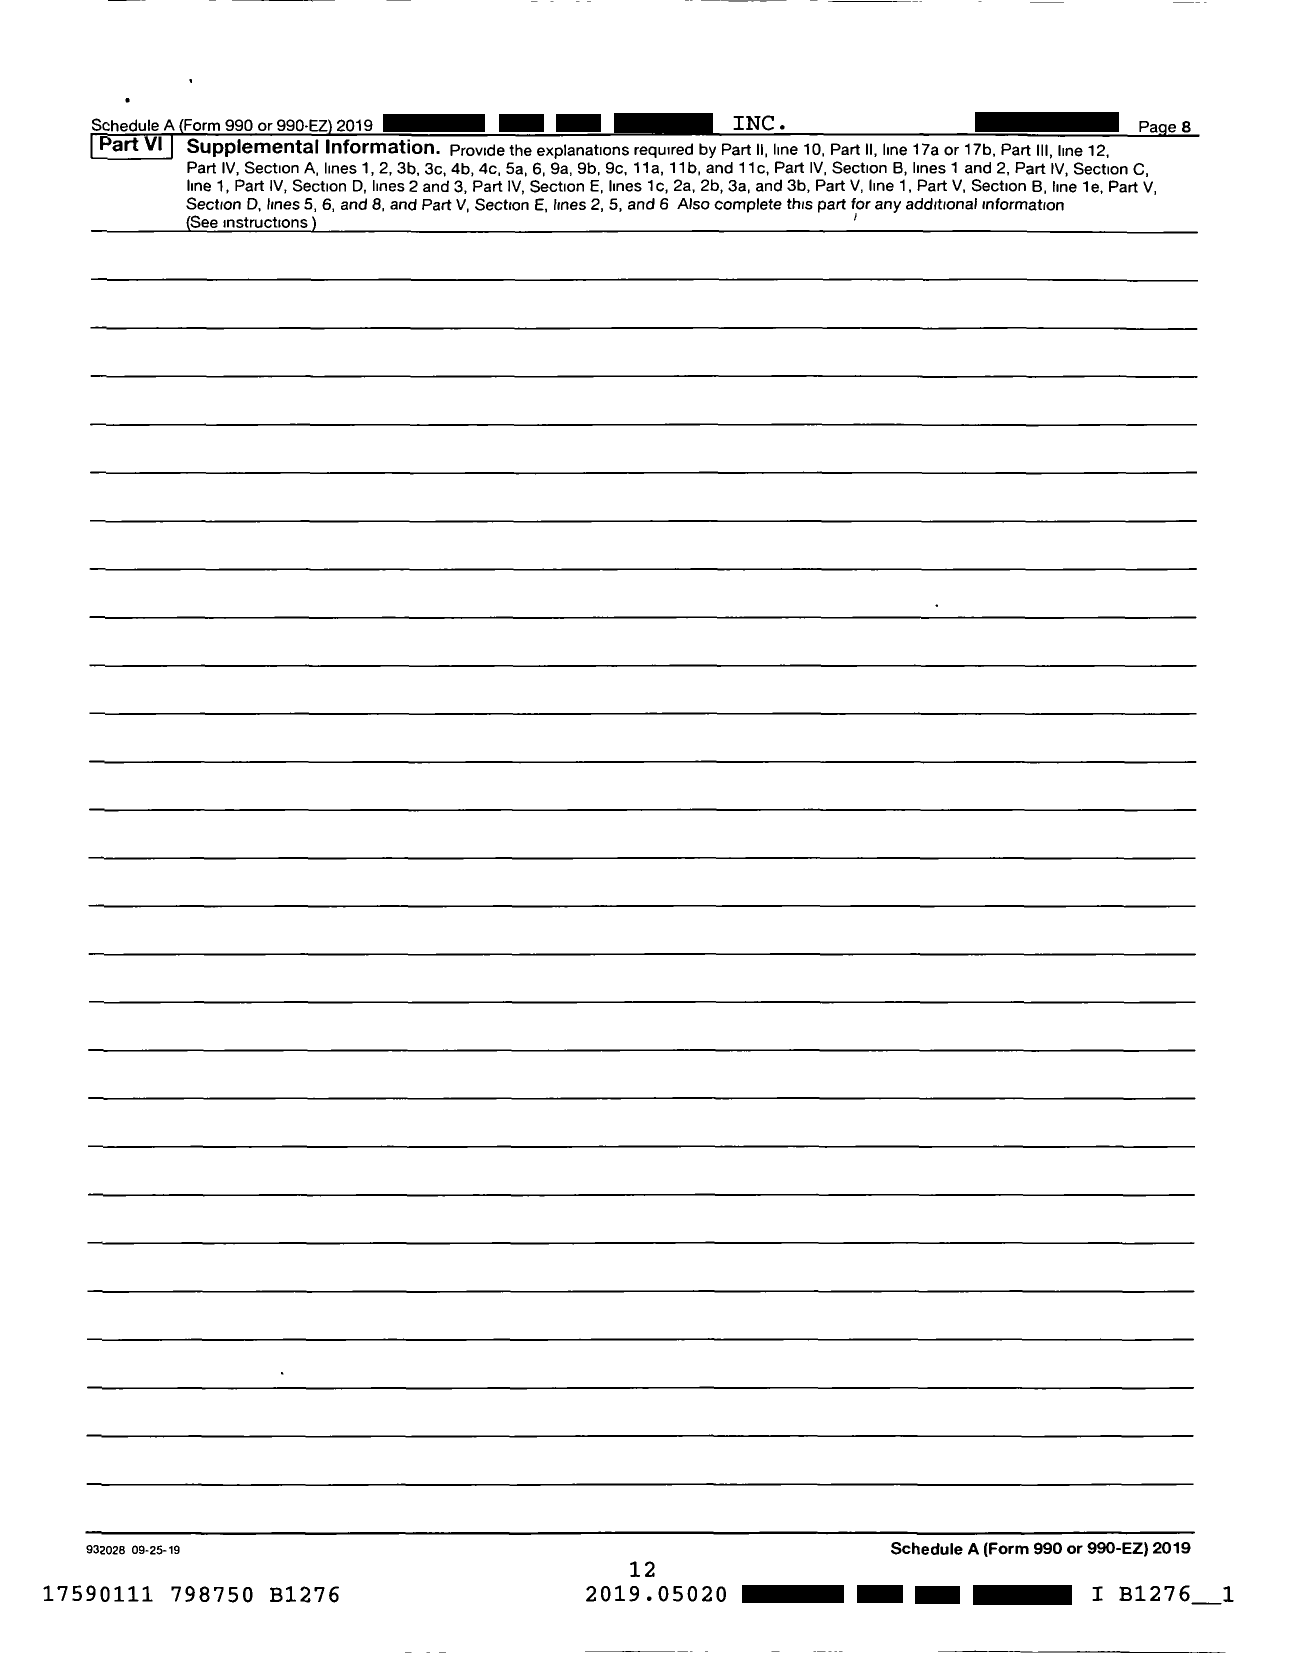 Schedule A (Form 990 or 990-EZ) 2019 INC. Page 8
Part VI Supplemental Information. Provide the explanations required by Part II, line 10, Part II, line 17a or 17b, Part III, line 12,
Part IV, Section A, lines 1, 2, 3b, 3c, 4b, 4c, 5a, 6, 9a, 9b, 9c, 11a, 11b, and 11c, Part IV, Section B, lines 1 and 2, Part IV, Section C,
line 1, Part IV, Section D, lines 2 and 3, Part IV, Section E, lines 1c, 2a, 2b, 3a, and 3b, Part V, line 1, Part V, Section B, line 1e, Part V,
Section D, lines 5, 6, and 8, and Part V, Section E, lines 2, 5, and 6 Also complete this part for any additional information
(See instructions )
932028 09-25-19 Schedule A (Form 990 or 990-EZ) 2019
12
17590111 798750 B1276 2019.05020 I B1276__1